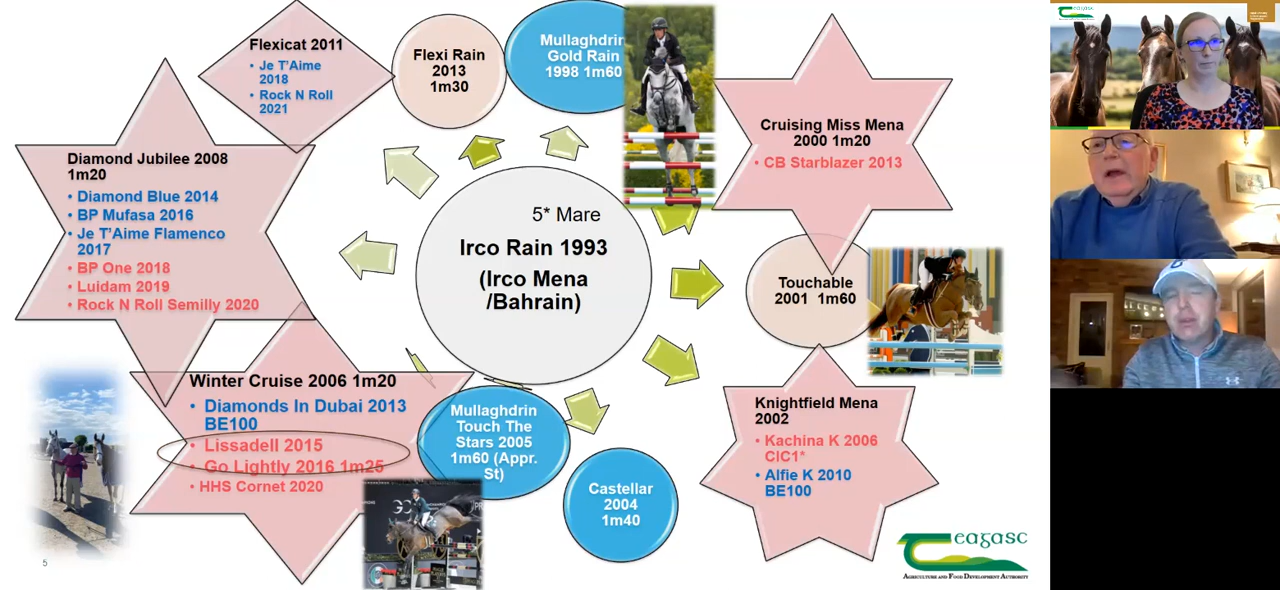 Flexicat 2011
• Je T'Aime
2018
• Rock N Roll
2021
Flexi Rain
2013
1m30
Mullaghdrin
Gold Rain
1998 1m60
Cruising Miss Mena
2000 1m20
• CB Starblazer 2013
Diamond Jubilee 2008
1m20
• Diamond Blue 2014
• BP Mufasa 2016
• Je T'Aime Flamenco
2017
• BP One 2018
• Luidam 2019
• Rock N Roll Semilly 2020
5* Mare
Irco Rain 1993
(Irco Mena
/Bahrain)
Touchable
2001 1m60
Winter Cruise 2006 1m20
• Diamonds In Dubai 2013
BE100
• Lissadell 2015
• Go Lightly 2016 1m25
• HHS Cornet 2020
Mullaghdrin
Touch The
Stars 2005
1m60 (Appr.
St)
Castellar
2004
1m40
Knightfield Mena
2002
• Kachina K 2006
CIC1*
• Alfie K 2010
BE100
5
Teagasc
Agriculture and Food Development Authority